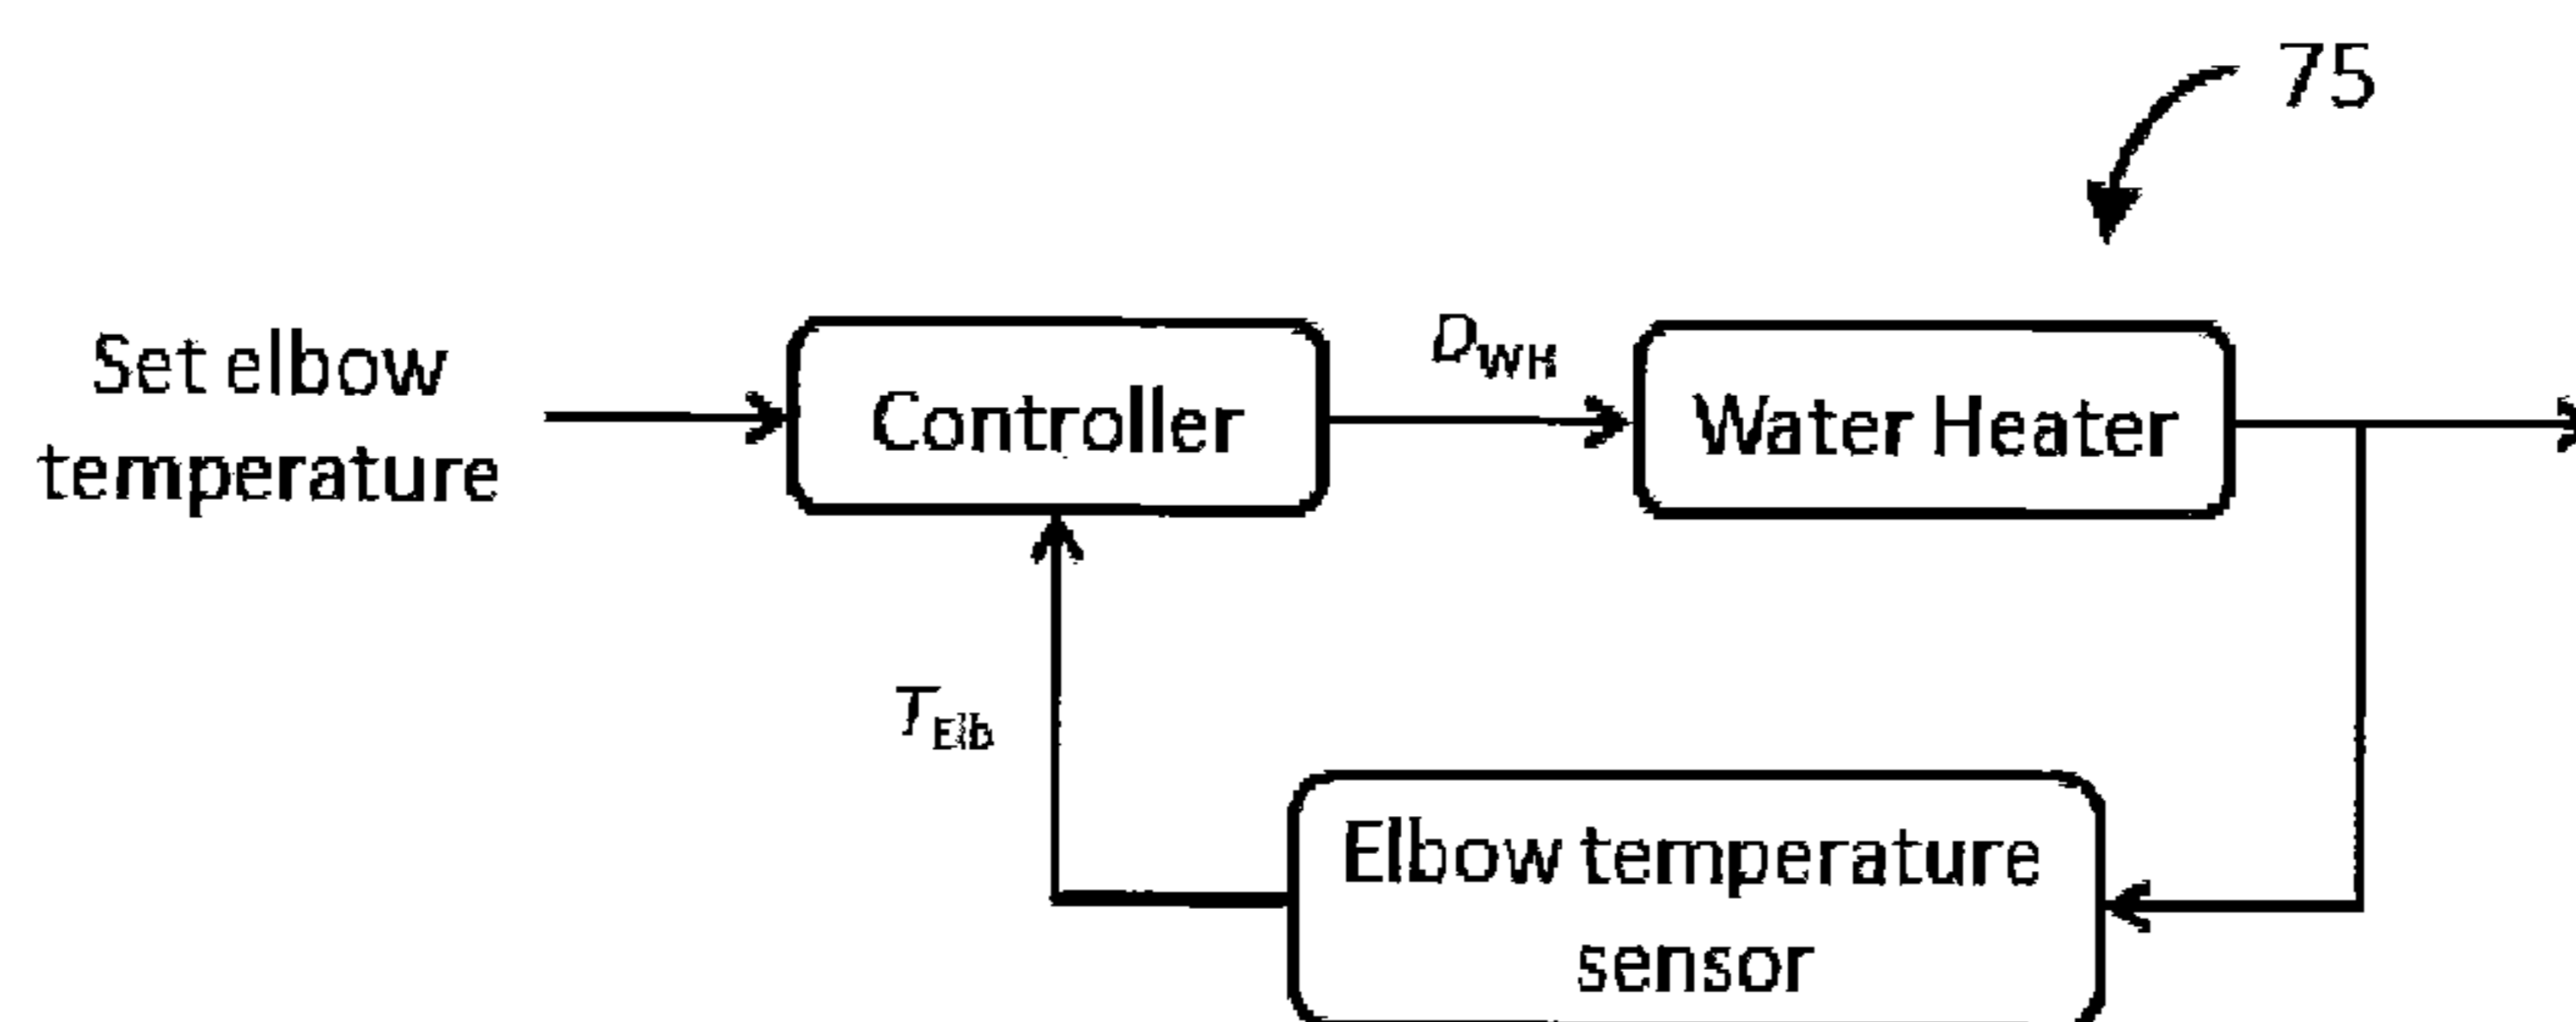 75
Set elbow
temperature
Controller
D_WH
Water Heater
T_Elb
Elbow temperature
sensor